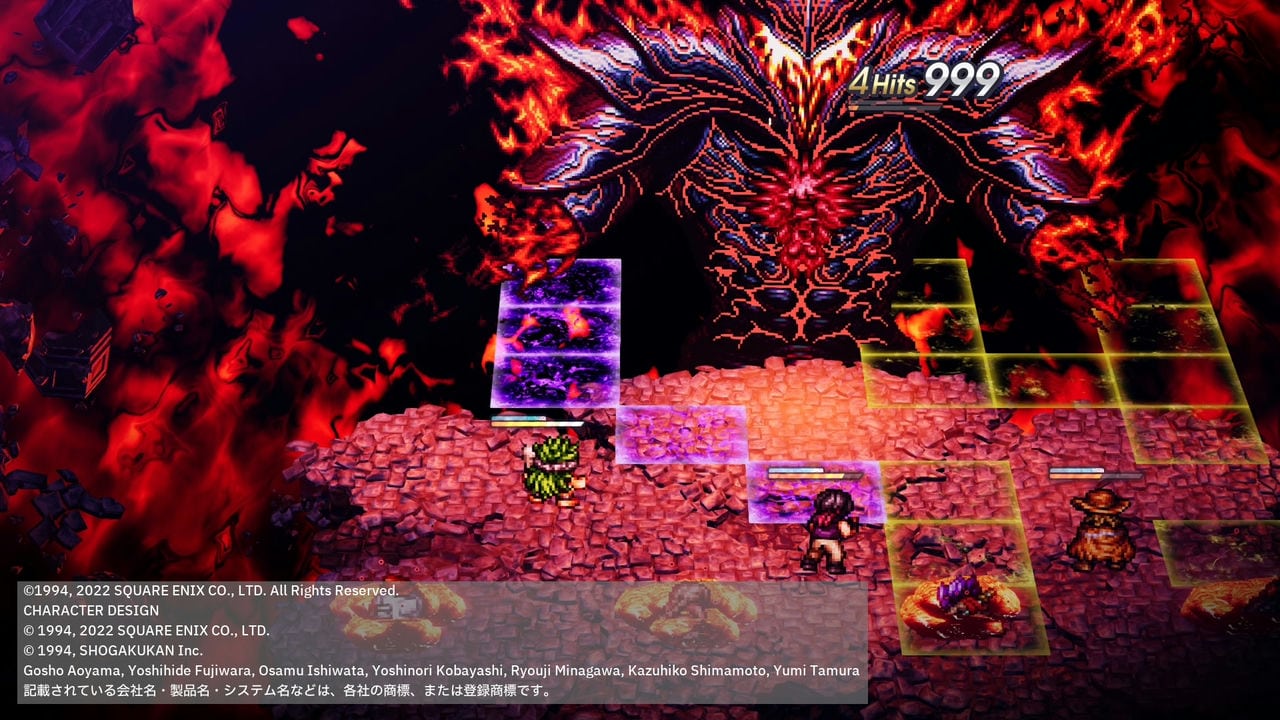 4 Hits 999
©1994, 2022 SQUARE ENIX CO., LTD. All Rights Reserved.
CHARACTER DESIGN
© 1994, 2022 SQUARE ENIX CO., LTD.
© 1994, SHOGAKUKAN Inc.
Gosho Aoyama, Yoshihide Fujiwara, Osamu Ishiwata, Yoshinori Kobayashi, Ryouji Minagawa, Kazuhiko Shimamoto, Yumi Tamura
記載されている会社名・製品名・システム名などは、各社の商標、または登録商標です。